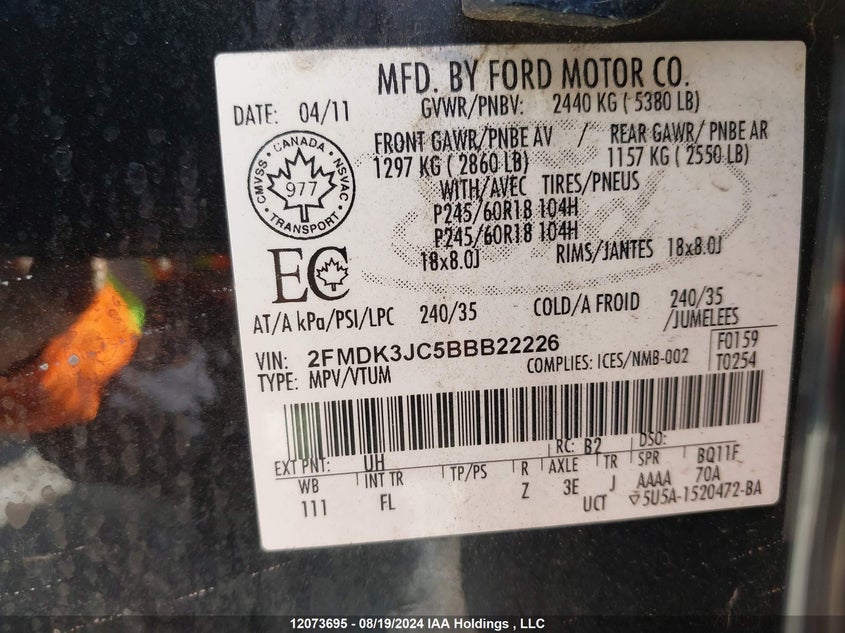 MFD. BY FORD MOTOR CO.
DATE: 04/11 GVWR/PNBV: 2440 KG ( 5380 LB)
FRONT GAWR/PNBE AV / REAR GAWR/ PNBE AR
1297 KG ( 2860 LB) 1157 KG ( 2550 LB)
WITH/AVEC TIRES/PNEUS
P245/60R18 104H
P245/60R18 104H
18x8.0J RIMS/JANTES 18x8.0J
CMVSS · CANADA · NSVAC
977
TRANSPORT
EC
AT/A kPa/PSI/LPC 240/35 COLD/A FROID 240/35
/JUMELEES
VIN: 2FMDK3JC5BBB22226
TYPE: MPV/VTUM COMPLIES: ICES/NMB-002
F0159
T0254
EXT PNT: UH RC: B2 DSO:
WB INT TR TP/PS R AXLE TR SPR BQ11F
111 FL Z 3E J AAAA 70A
UCT 5U5A-1520472-BA
12073695 - 08/19/2024 IAA Holdings , LLC